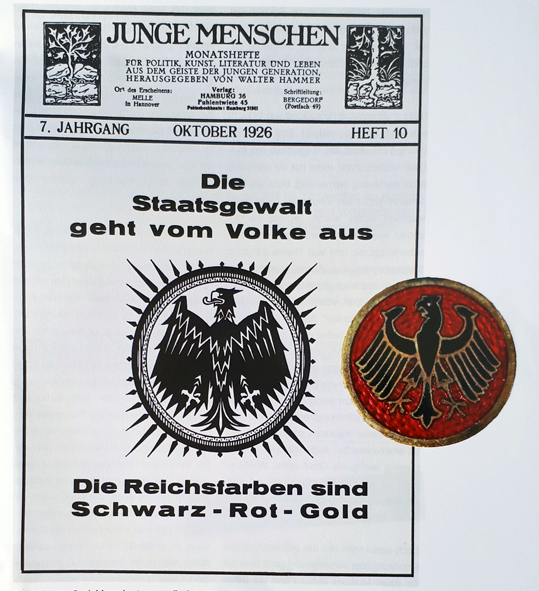 JUNGE MENSCHEN
MONATSHEFTE
FÜR POLITIK, KUNST, LITERATUR UND LEBEN
AUS DEM GEISTE DER JUNGEN GENERATION,
HERAUSGEGEBEN VON WALTER HAMMER
Ort des Erscheinens:
MELLE
in Hannover
Verlag:
HAMBURG 36
Fuhlentwiete 45
Schriftleitung:
BERGEDORF
(Postfach 49)
7. JAHRGANG OKTOBER 1926 HEFT 10
Die
Staatsgewalt
geht vom Volke aus
Die Reichsfarben sind
Schwarz - Rot - Gold